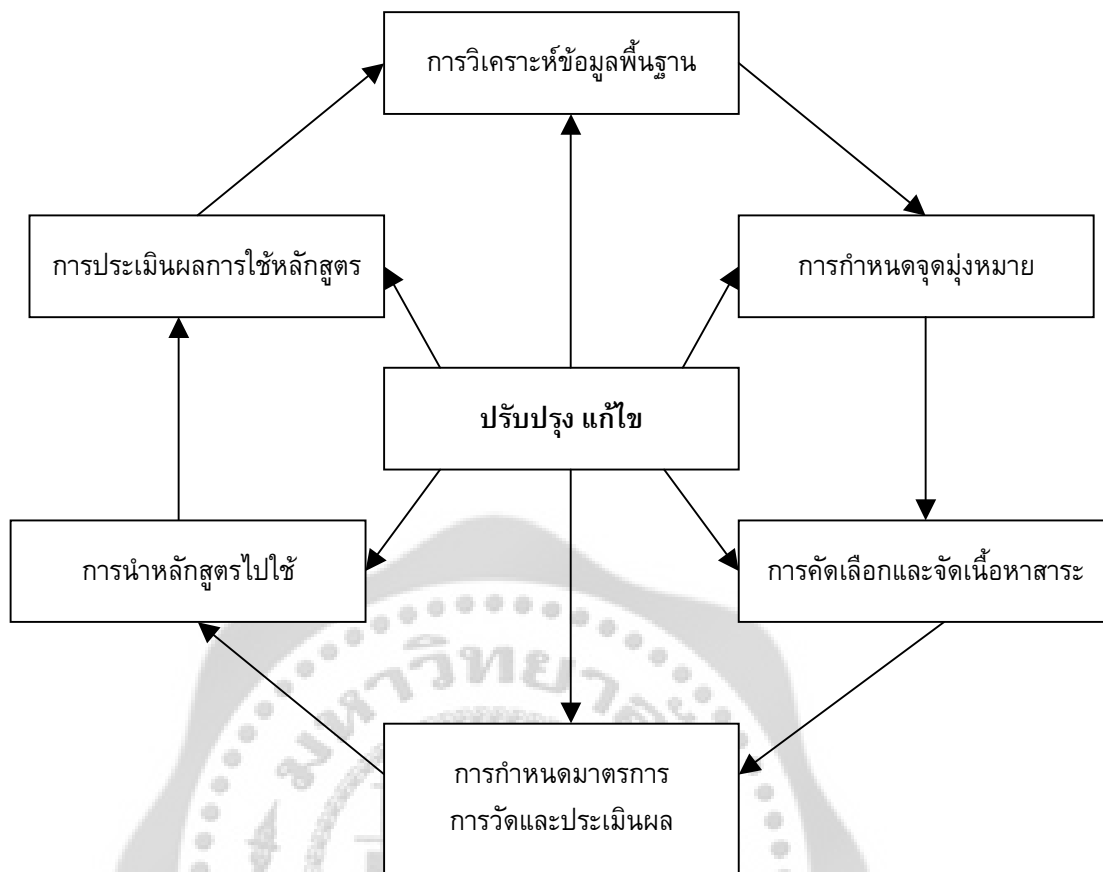 การวิเคราะห์ข้อมูลพื้นฐาน
การประเมินผลการใช้หลักสูตร
การกำหนดจุดมุ่งหมาย
ปรับปรุง แก้ไข
การนำหลักสูตรไปใช้
การคัดเลือกและจัดเนื้อหาสาระ
การกำหนดมาตรการ
การวัดและประเมินผล